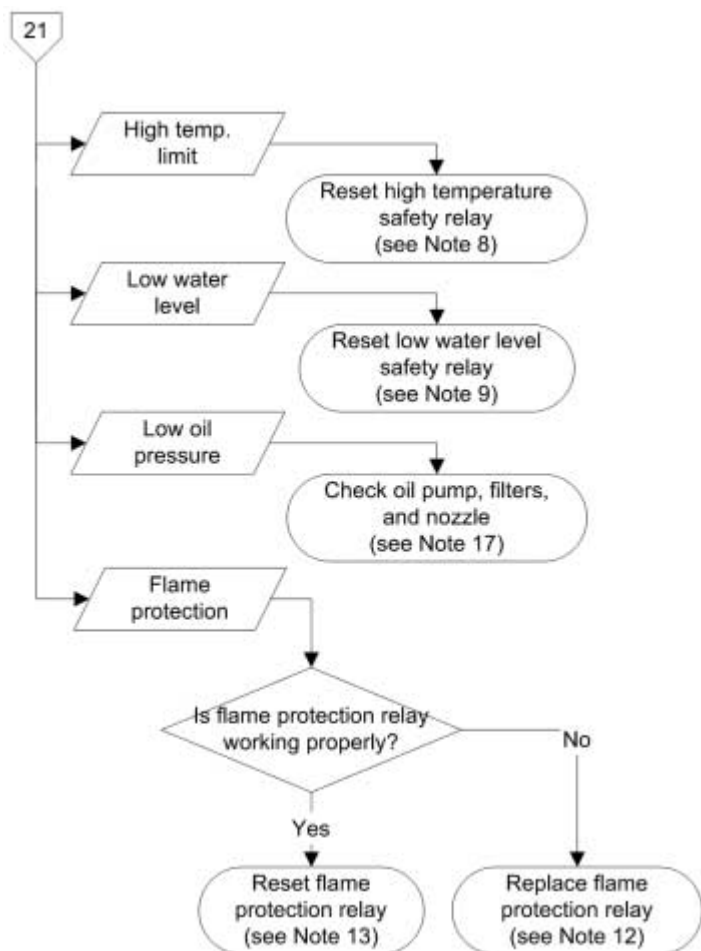 21
High temp.
limit
Reset high temperature
safety relay
(see Note 8)
Low water
level
Reset low water level
safety relay
(see Note 9)
Low oil
pressure
Check oil pump, filters,
and nozzle
(see Note 17)
Flame
protection
Is flame protection relay
working properly?
No
Yes
Reset flame
protection relay
(see Note 13)
Replace flame
protection relay
(see Note 12)